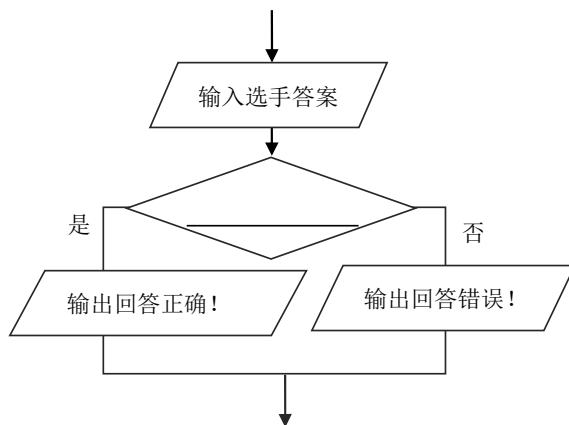 输入选手答案
是
否
输出回答正确！
输出回答错误！